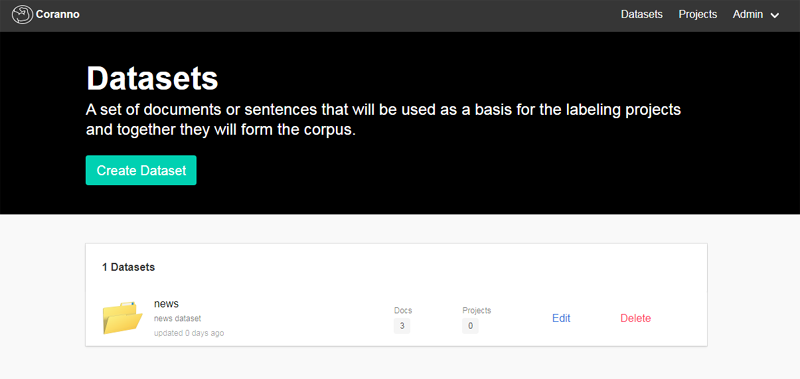 Coranno
Datasets Projects Admin
Datasets
A set of documents or sentences that will be used as a basis for the labeling projects
and together they will form the corpus.
Create Dataset
1 Datasets
news
news dataset
updated 0 days ago
Docs
3
Projects
0
Edit
Delete